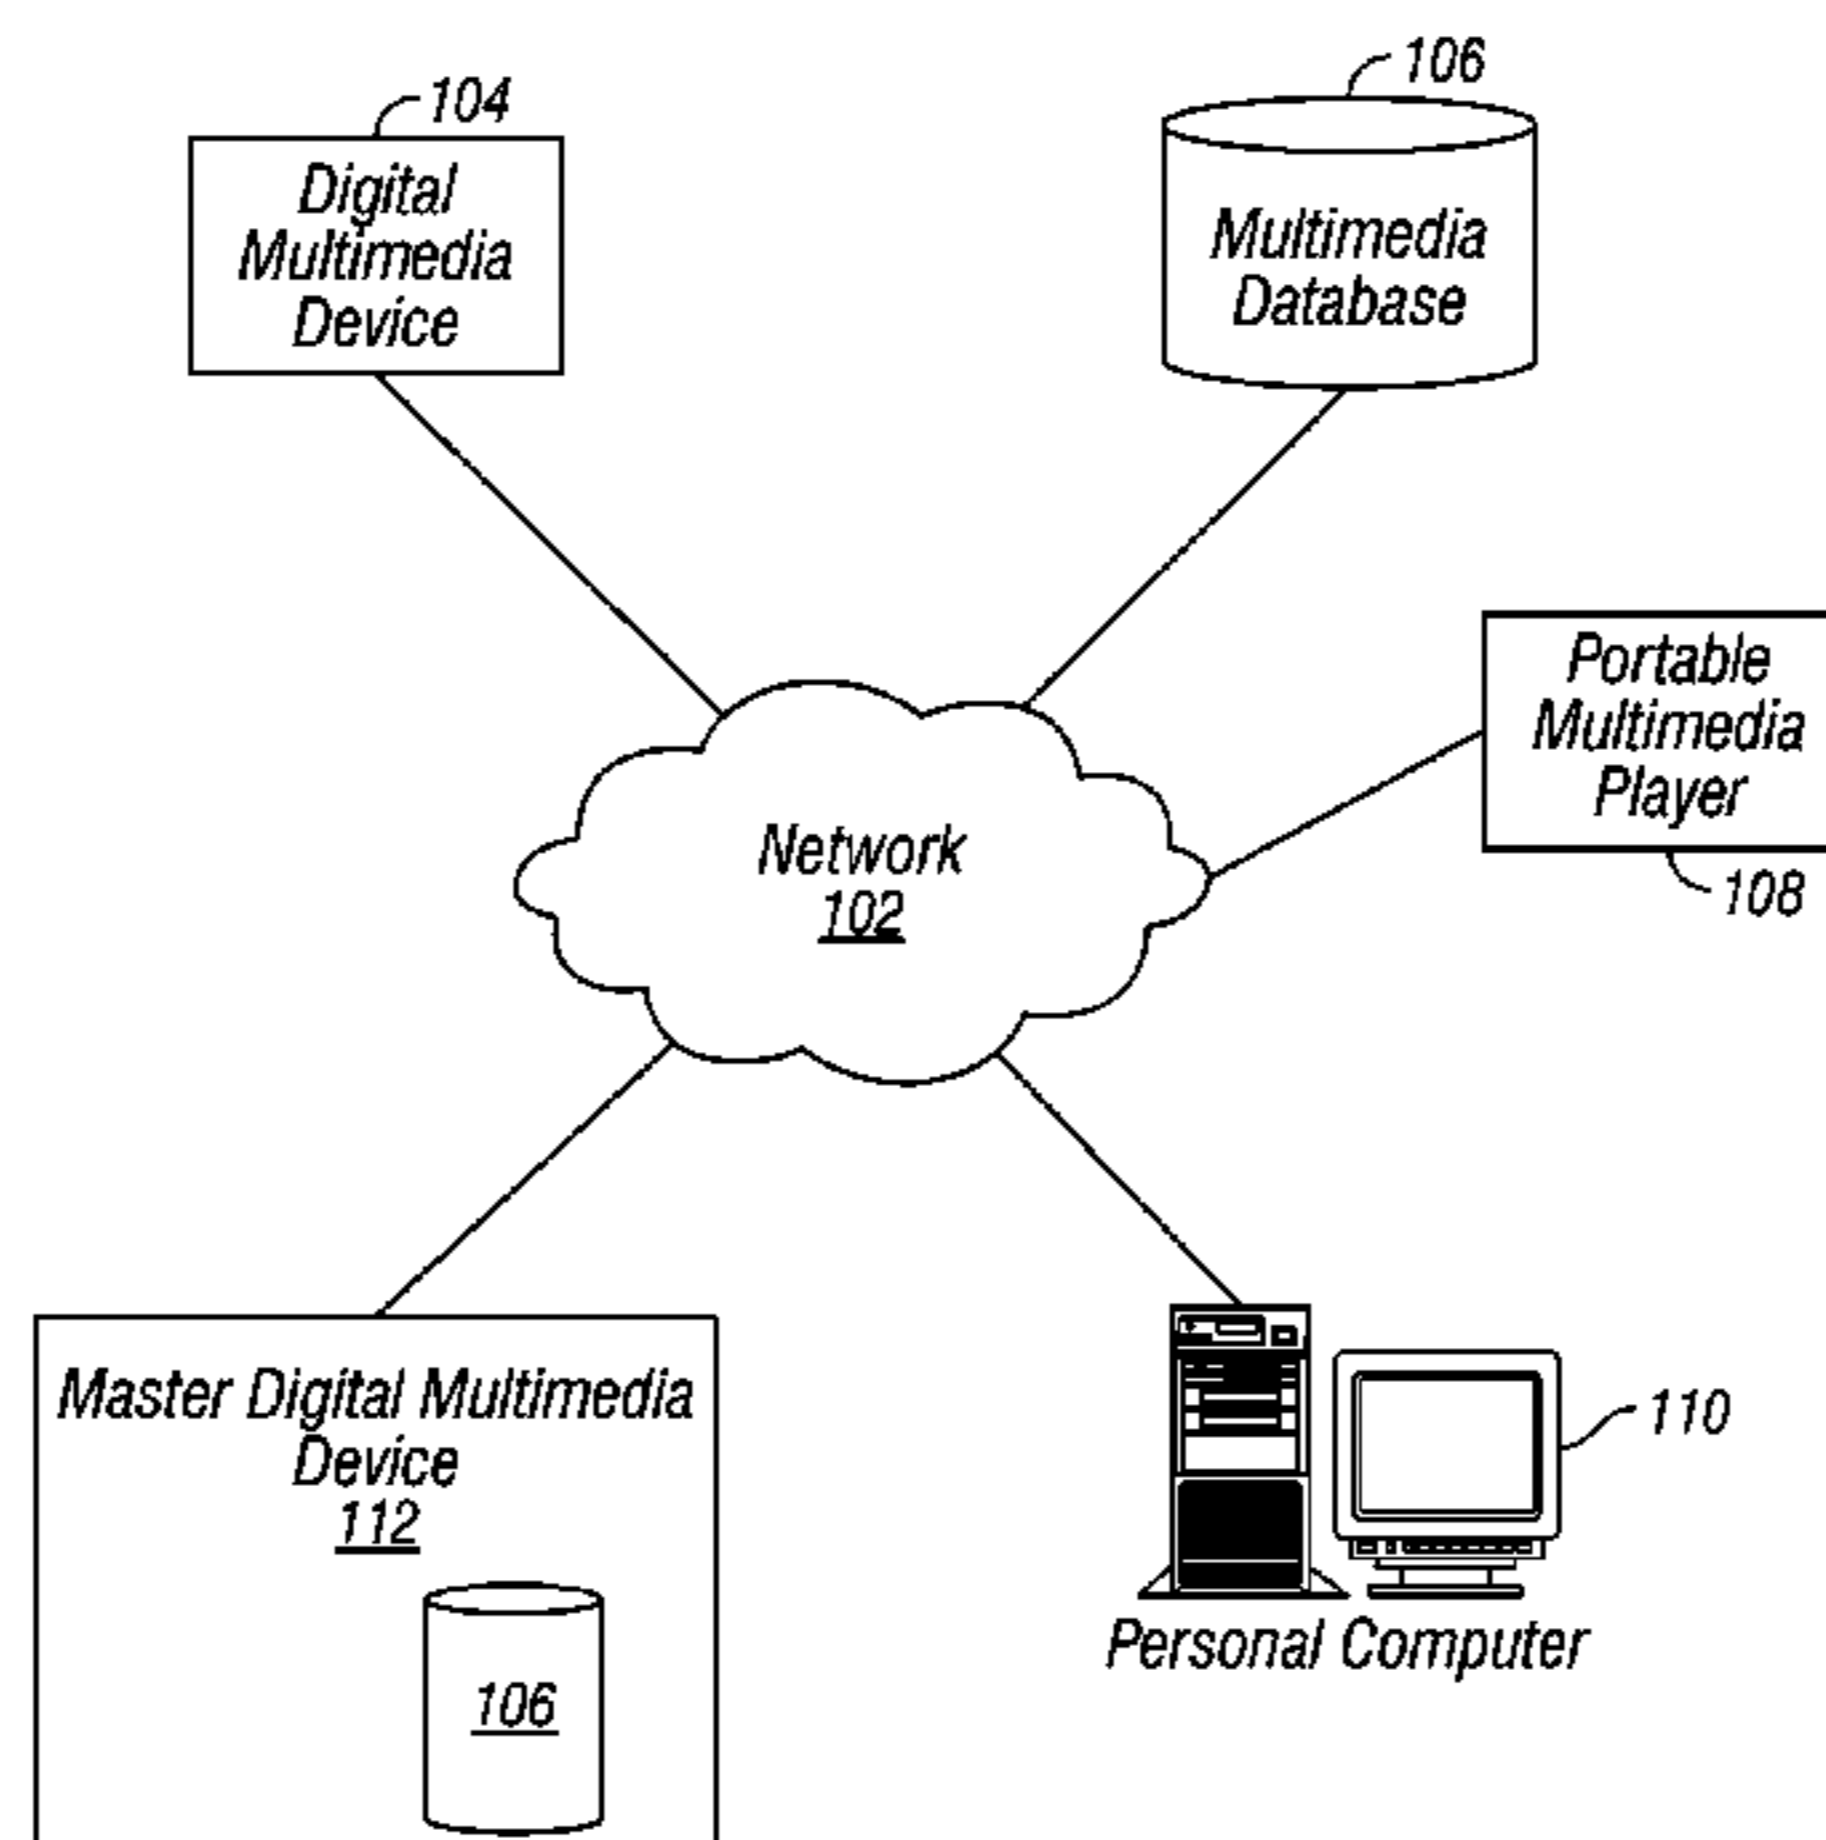 104
Digital
Multimedia
Device
106
Multimedia
Database
Portable
Multimedia
Player
108
Network
102
Master Digital Multimedia
Device
112
106
110
Personal Computer